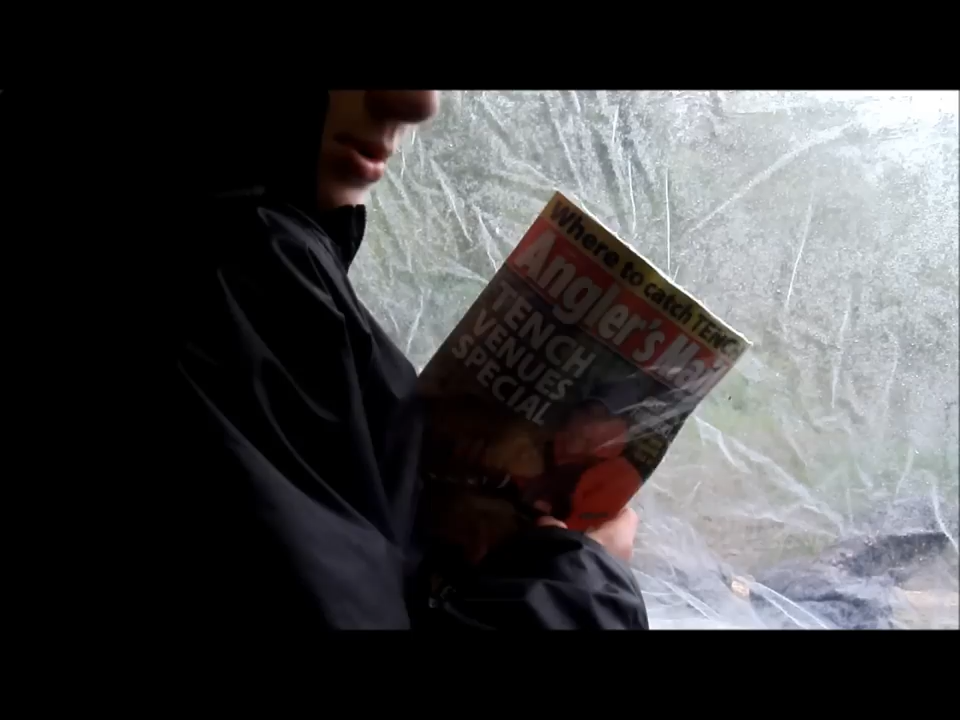 Where to catch TENCH
Angler's
TENCH
VENUES
SPECIAL